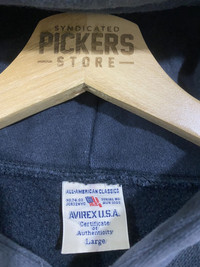 SYNDICATED
PICKERS
STORE
ALL-AMERICAN CLASSICS
AVIREX U.S.A.
Certificate
of
Authenticity
Large